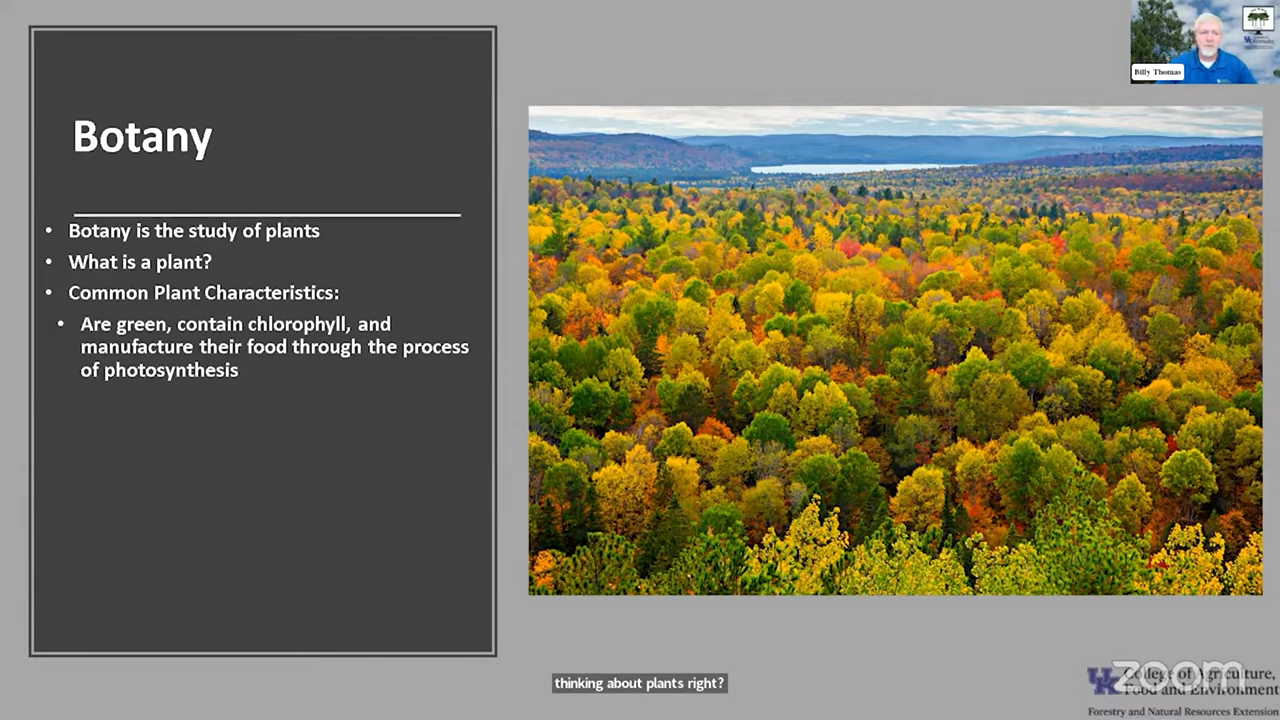 Botany
• Botany is the study of plants
• What is a plant?
• Common Plant Characteristics:
• Are green, contain chlorophyll, and
manufacture their food through the process
of photosynthesis
Billy Thomas
thinking about plants right?
zoom
UK College of Agriculture,
Food and Environment
Forestry and Natural Resources Extension